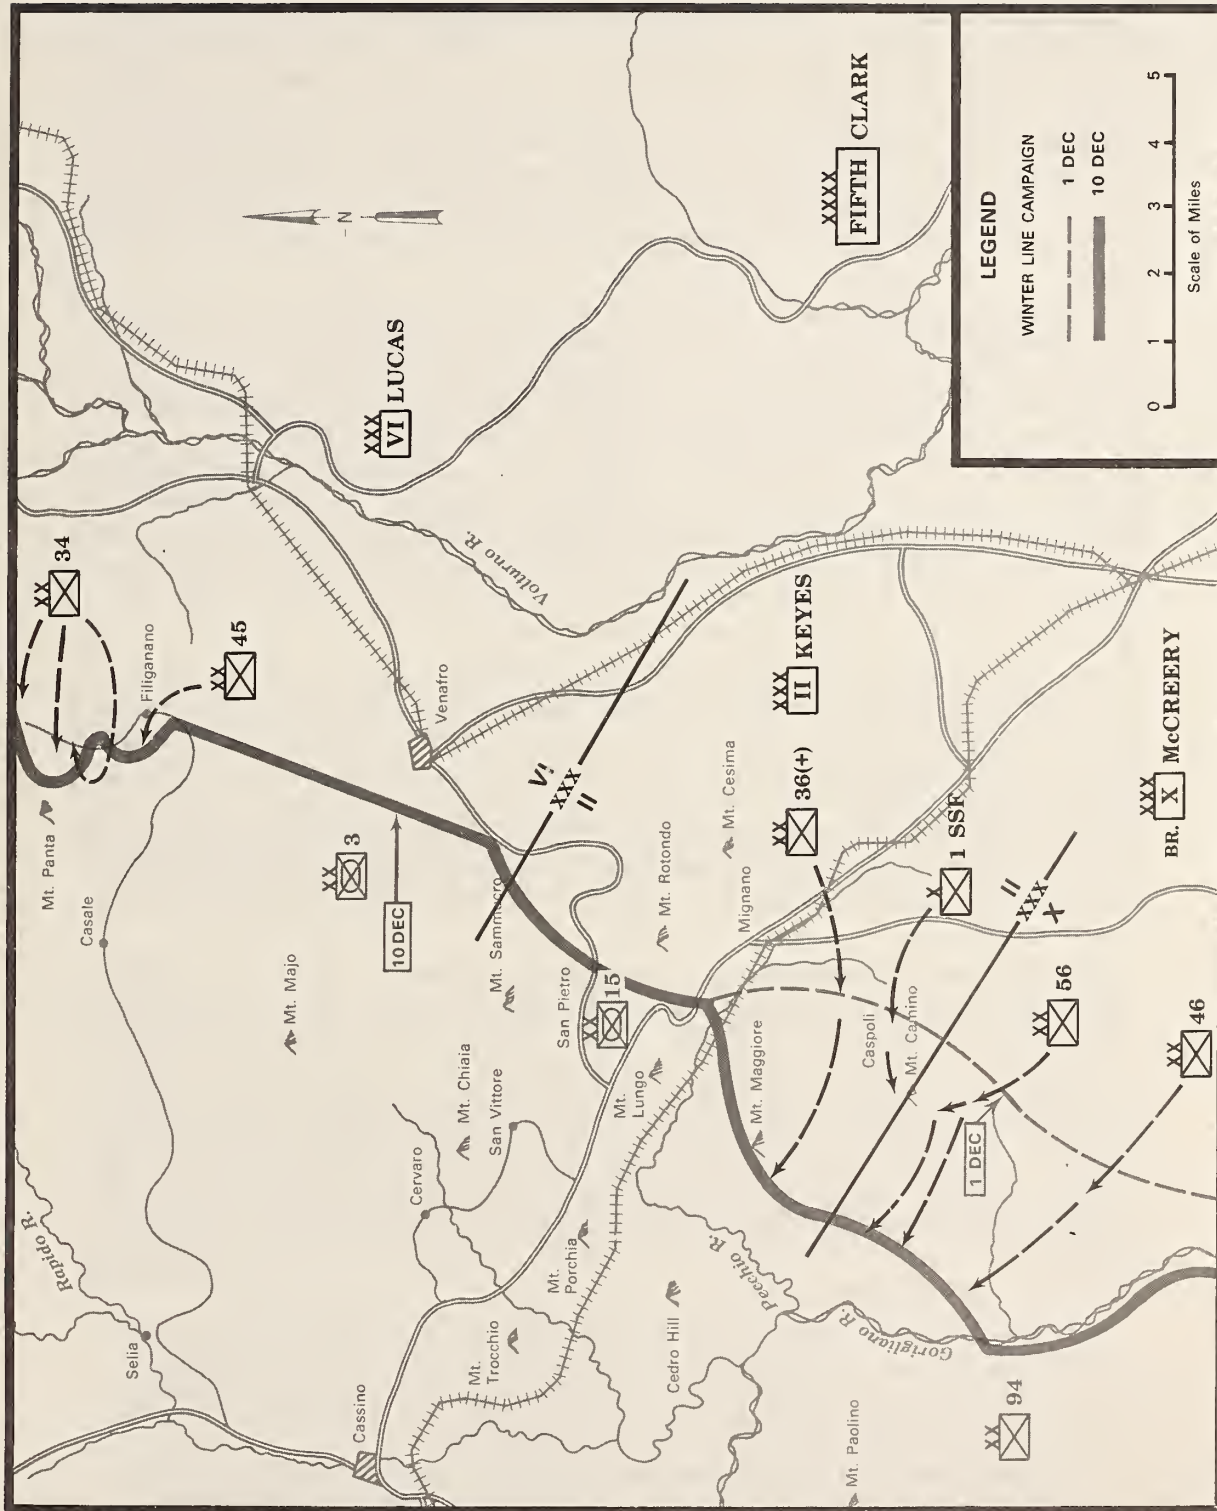 34
XX
Filiganano
45
XX
Mt. Panta
Casale
Mt. Majo
3
XX
10 DEC
Venafro
Volturno R.
N
XXX
VI LUCAS
XXXX
FIFTH CLARK
Rapido R.
Selia
Cassino
Cervaro
Mt. Chiaia
San Vittore
Mt. Sammucro
San Pietro
15
XX
VI
XXX
II
Mt. Rotondo
Mt. Cesima
Mignano
XXX
II KEYES
36(+)
XX
1 SSF
X
II
XXX
X
Mt. Lungo
Mt. Maggiore
Caspoli
Mt. Camino
56
XX
46
XX
1 DEC
XXX
BR. X McCREERY
Mt. Porchia
Mt. Trocchio
Cedro Hill
Pecchio R.
Gorigliano R.
94
XX
Mt. Paolino
LEGEND
WINTER LINE CAMPAIGN
1 DEC
10 DEC
0 1 2 3 4 5
Scale of Miles